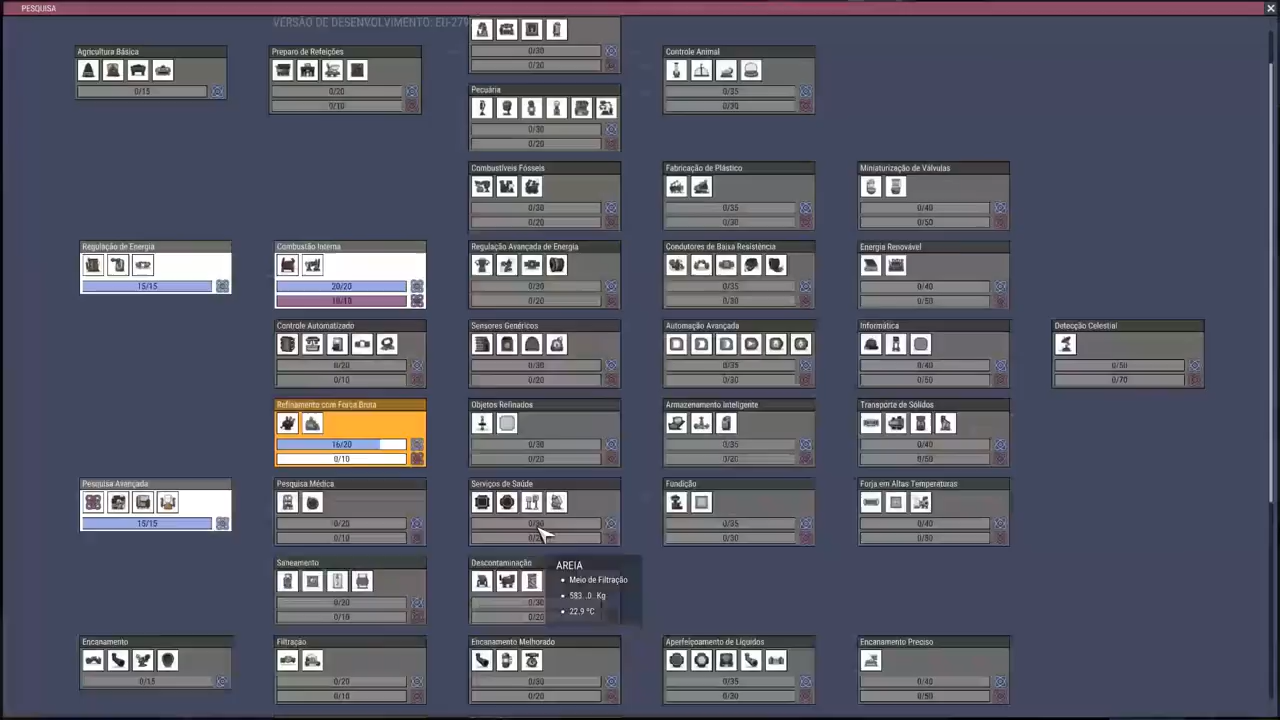 PESQUISA
VERSÃO DE DESENVOLVIMENTO: EU-279
0/30
0/30
Agricultura Básica
0/15
Preparo de Refeições
0/20
0/10
Controle Animal
0/35
0/30
Pecuária
0/30
0/20
Combustíveis Fósseis
0/30
0/20
Fabricação de Plástico
0/35
0/30
Miniaturização de Válvulas
0/40
0/50
Regulação de Energia
15/15
Combustão Interna
20/20
10/10
Regulação Avançada de Energia
0/30
0/20
Condutores de Baixa Resistência
0/35
0/30
Energia Renovável
0/40
0/50
Controle Automatizado
0/20
0/10
Sensores Genéricos
0/30
0/20
Automação Avançada
0/35
0/30
Informática
0/40
0/50
Detecção Celestial
0/50
0/70
Refinamento com Força Bruta
16/20
0/10
Objetos Refinados
0/30
0/20
Armazenamento Inteligente
0/35
0/20
Transporte de Sólidos
0/40
0/50
Pesquisa Avançada
15/15
Pesquisa Médica
0/20
0/10
Serviços de Saúde
0/30
Fundição
0/35
0/30
Forja em Altas Temperaturas
0/40
Saneamento
0/20
0/10
Descontaminação
0/30
0/20
AREIA
Meio de Filtração
Kg
22.9 ºC
Encanamento
0/15
Filtração
0/20
0/10
Encanamento Melhorado
0/30
0/20
Aperfeiçoamento de Líquidos
0/35
0/30
Encanamento Preciso
0/40
0/50